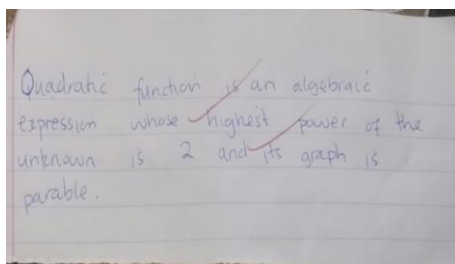 Quadratic function is an algebraic
expression whose highest power of the
unknown is 2 and its graph is
parable.